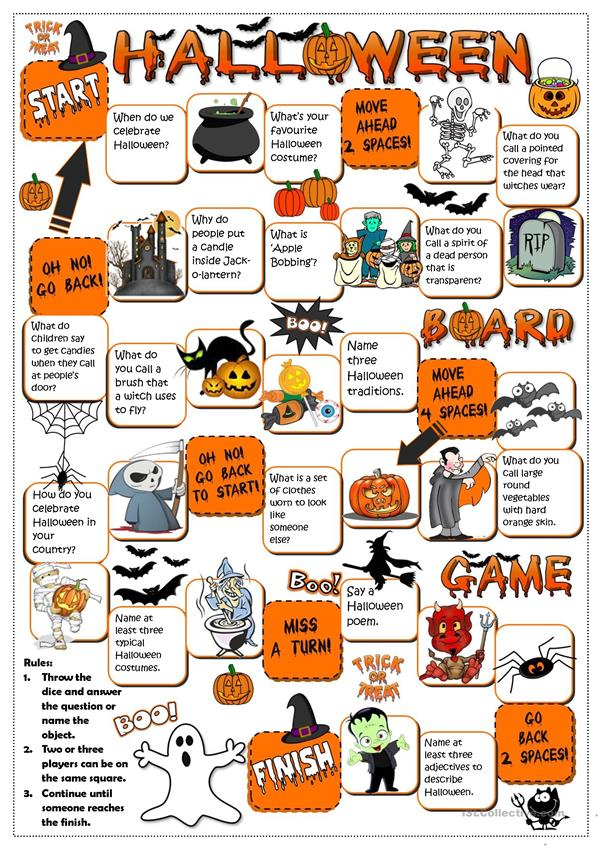 TRICK
OR
TREAT
HALLOWEEN
START
When do we
celebrate
Halloween?
What's your
favourite
Halloween
costume?
MOVE
AHEAD
2 SPACES!
What do you
call a pointed
covering for
the head that
witches wear?
OH NO!
GO BACK!
Why do
people put
a candle
inside Jack-
o-lantern?
What is
'Apple
Bobbing'?
What do you
call a spirit of
a dead person
that is
transparent?
RIP
What do
children say
to get candies
when they call
at people's
door?
What do
you call a
brush that
a witch uses
to fly?
BOO!
Name
three
Halloween
traditions.
BOARD
MOVE
AHEAD
4 SPACES!
How do you
celebrate
Halloween in
your
country?
OH NO!
GO BACK
TO START!
What is a set
of clothes
worn to look
like
someone
else?
What do you
call large
round
vegetables
with hard
orange skin.
Name at
least three
typical
Halloween
costumes.
BOO!
MISS
A TURN!
Say a
Halloween
poem.
GAME
TRICK
OR
TREAT
Rules:
1. Throw the
dice and answer
the question or
name the
object.
2. Two or three
players can be on
the same square.
3. Continue until
someone reaches
the finish.
BOO!
FINISH
Name at
least three
adjectives to
describe
Halloween.
GO
BACK
2 SPACES!
iSLCollective.com